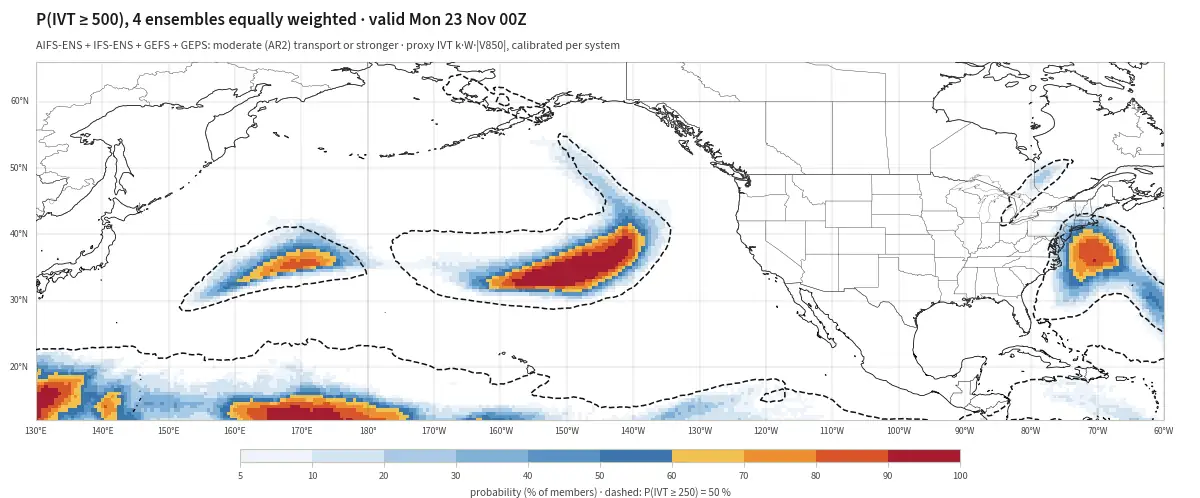 P(IVT ≥ 500), 4 ensembles equally weighted · valid Mon 23 Nov 00Z
AIFS-ENS + IFS-ENS + GEFS + GEPS: moderate (AR2) transport or stronger · proxy IVT k·W·|V850|, calibrated per system
60°N
50°N
40°N
30°N
20°N
130°E 140°E 150°E 160°E 170°E 180° 170°W 160°W 150°W 140°W 130°W 120°W 110°W 100°W 90°W 80°W 70°W 60°W
5 10 20 30 40 50 60 70 80 90 100
probability (% of members) · dashed: P(IVT ≥ 250) = 50 %